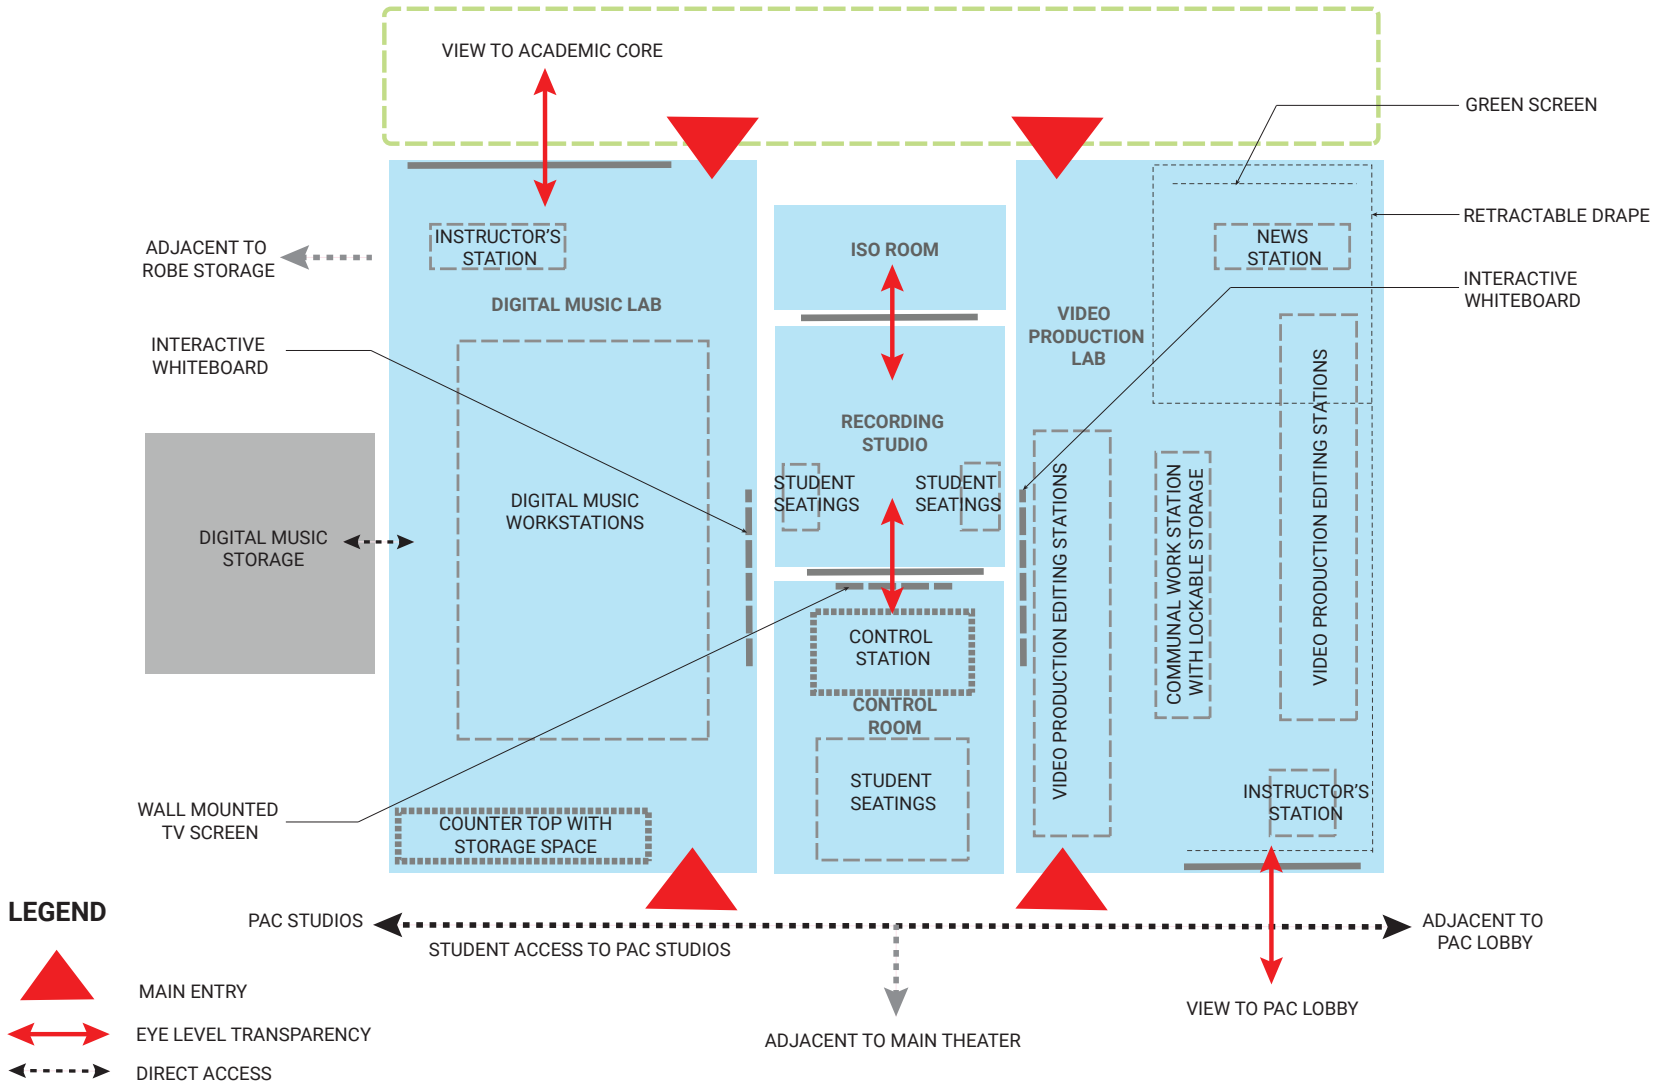 VIEW TO ACADEMIC CORE
GREEN SCREEN
RETRACTABLE DRAPE
INTERACTIVE
WHITEBOARD
ADJACENT TO
ROBE STORAGE
INSTRUCTOR'S
STATION
DIGITAL MUSIC LAB
ISO ROOM
VIDEO
PRODUCTION
LAB
NEWS
STATION
INTERACTIVE
WHITEBOARD
RECORDING
STUDIO
STUDENT
SEATINGS
STUDENT
SEATINGS
DIGITAL MUSIC
WORKSTATIONS
DIGITAL MUSIC
STORAGE
VIDEO PRODUCTION EDITING STATIONS
COMMUNAL WORK STATION
WITH LOCKABLE STORAGE
VIDEO PRODUCTION EDITING STATIONS
CONTROL
STATION
CONTROL
ROOM
STUDENT
SEATINGS
INSTRUCTOR'S
STATION
WALL MOUNTED
TV SCREEN
COUNTER TOP WITH
STORAGE SPACE
PAC STUDIOS
STUDENT ACCESS TO PAC STUDIOS
ADJACENT TO
PAC LOBBY
VIEW TO PAC LOBBY
ADJACENT TO MAIN THEATER
LEGEND
MAIN ENTRY
EYE LEVEL TRANSPARENCY
DIRECT ACCESS